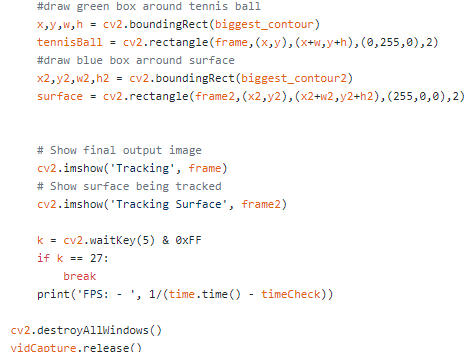 #draw green box around tennis ball
x,y,w,h = cv2.boundingRect(biggest_contour)
tennisBall = cv2.rectangle(frame,(x,y),(x+w,y+h),(0,255,0),2)
#draw blue box arround surface
x2,y2,w2,h2 = cv2.boundingRect(biggest_contour2)
surface = cv2.rectangle(frame2,(x2,y2),(x2+w2,y2+h2),(255,0,0),2)
# Show final output image
cv2.imshow('Tracking', frame)
# Show surface being tracked
cv2.imshow('Tracking Surface', frame2)
k = cv2.waitKey(5) & 0xFF
if k == 27:
break
print('FPS: - ', 1/(time.time() - timeCheck))
cv2.destroyAllWindows()
vidCapture.release()